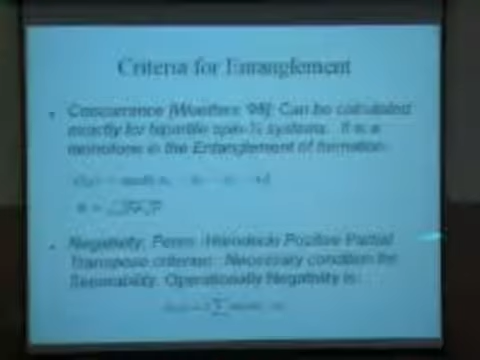 Criteria for Entanglement
• Concurrence [Wootters '98]: Can be calculated
exactly for bipartite spin-½ systems. It is a
monotone in the Entanglement of formation.
• Negativity: Peres-Horodecki Positive Partial
Transpose criterion. Necessary condition for
Separability. Operationally Negativity is: